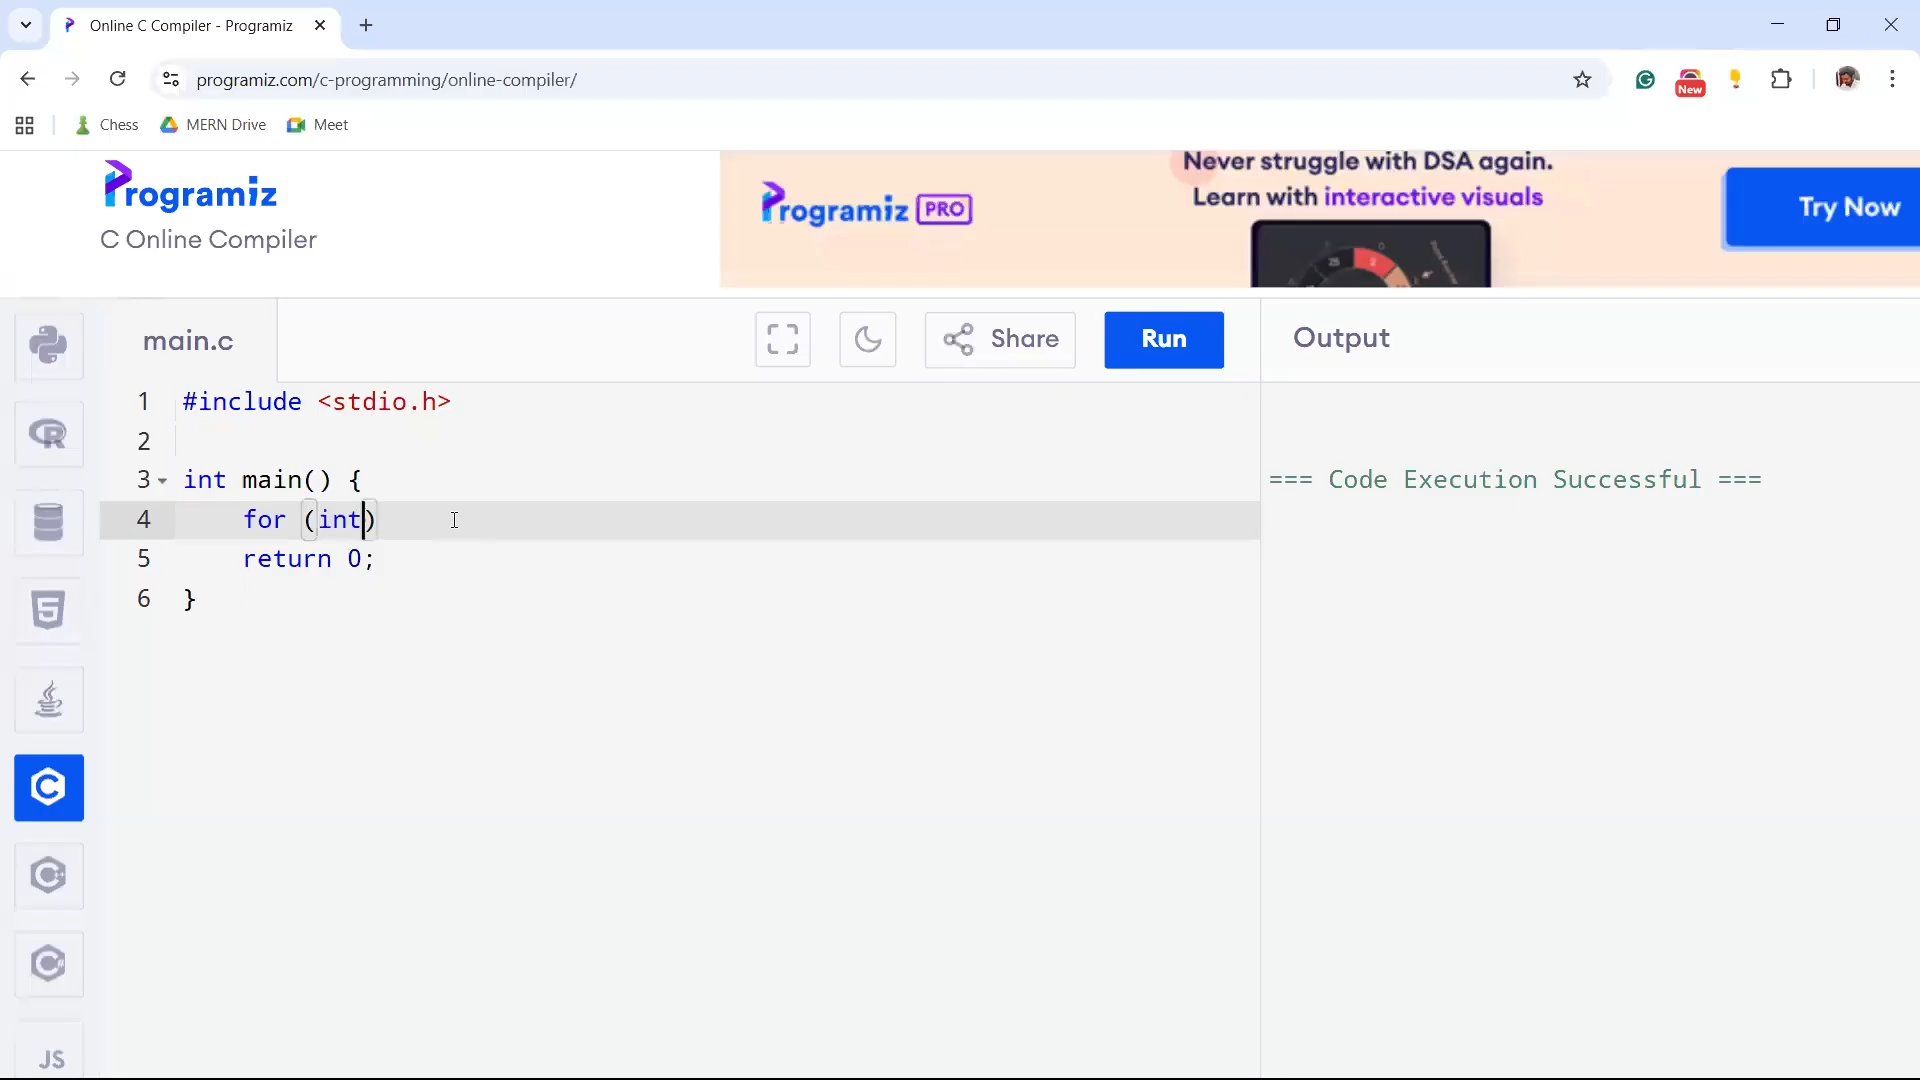 Online C Compiler - Programiz
programiz.com/c-programming/online-compiler/
New
Chess
MERN Drive
Meet
Programiz
C Online Compiler
Programiz PRO
Never struggle with DSA again.
Learn with interactive visuals
Try Now
main.c
Share
Run
Output
1 #include <stdio.h>
2
3 int main() {
4 for (int)
5 return 0;
6 }
=== Code Execution Successful ===
JS